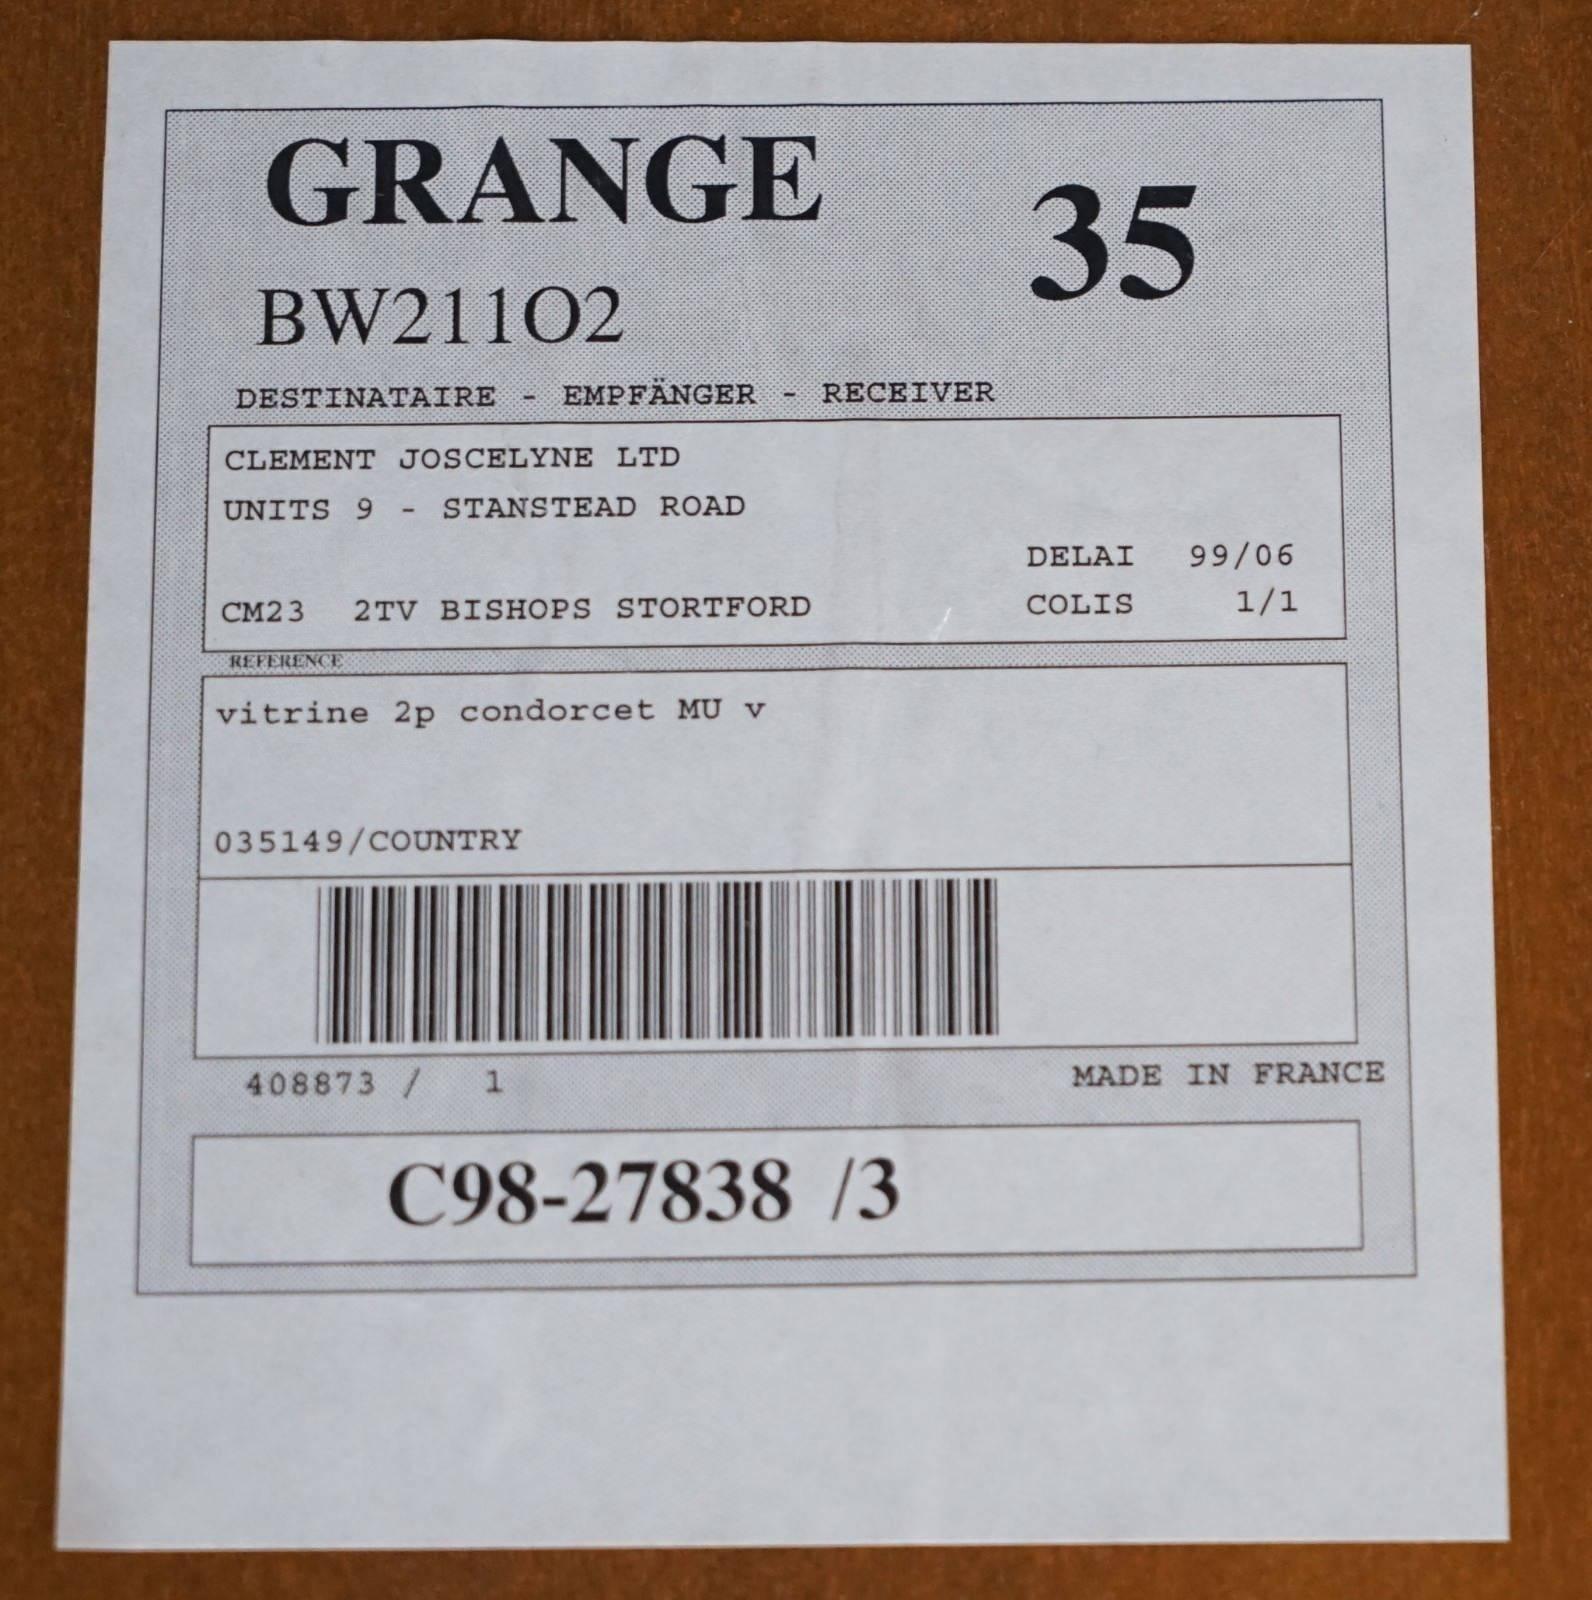 GRANGE
35
BW211O2
DESTINATAIRE - EMPFÄNGER - RECEIVER
CLEMENT JOSCELYNE LTD
UNITS 9 - STANSTEAD ROAD
DELAI 99/06
CM23 2TV BISHOPS STORTFORD
COLIS 1/1
REFERENCE
vitrine 2p condorcet MU v
035149/COUNTRY
408873 / 1
MADE IN FRANCE
C98-27838 /3